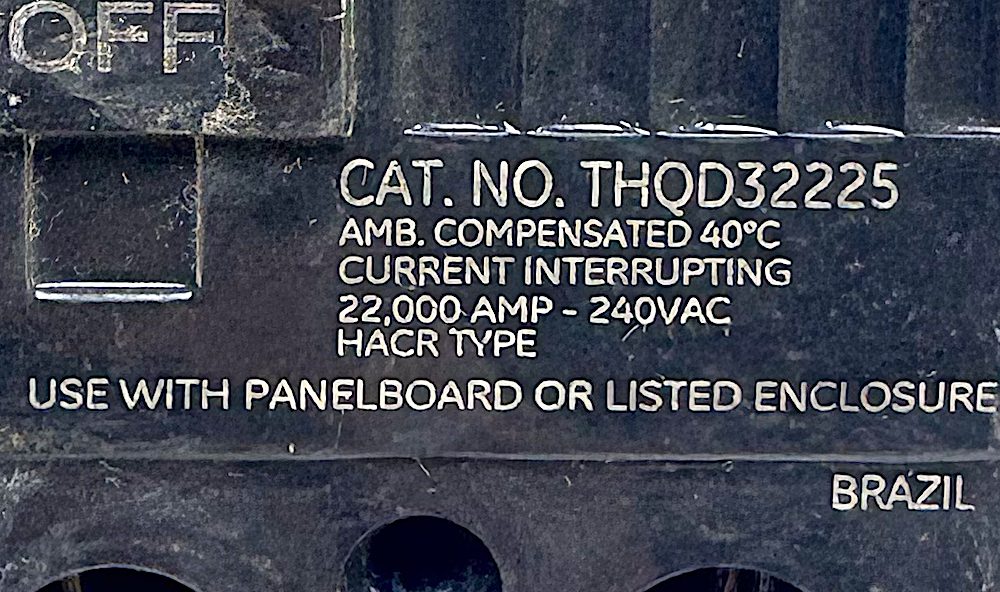 OFF
CAT. NO. THQD32225
AMB. COMPENSATED 40°C
CURRENT INTERRUPTING
22,000 AMP - 240VAC
HACR TYPE
USE WITH PANELBOARD OR LISTED ENCLOSURE
BRAZIL